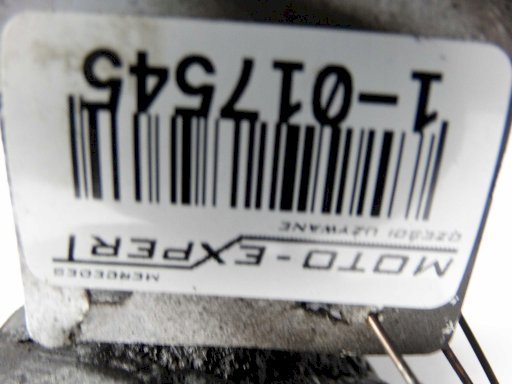 MERCEDES
MOTO-EXPERT
CZĘŚCI UŻYWANE
1-017545